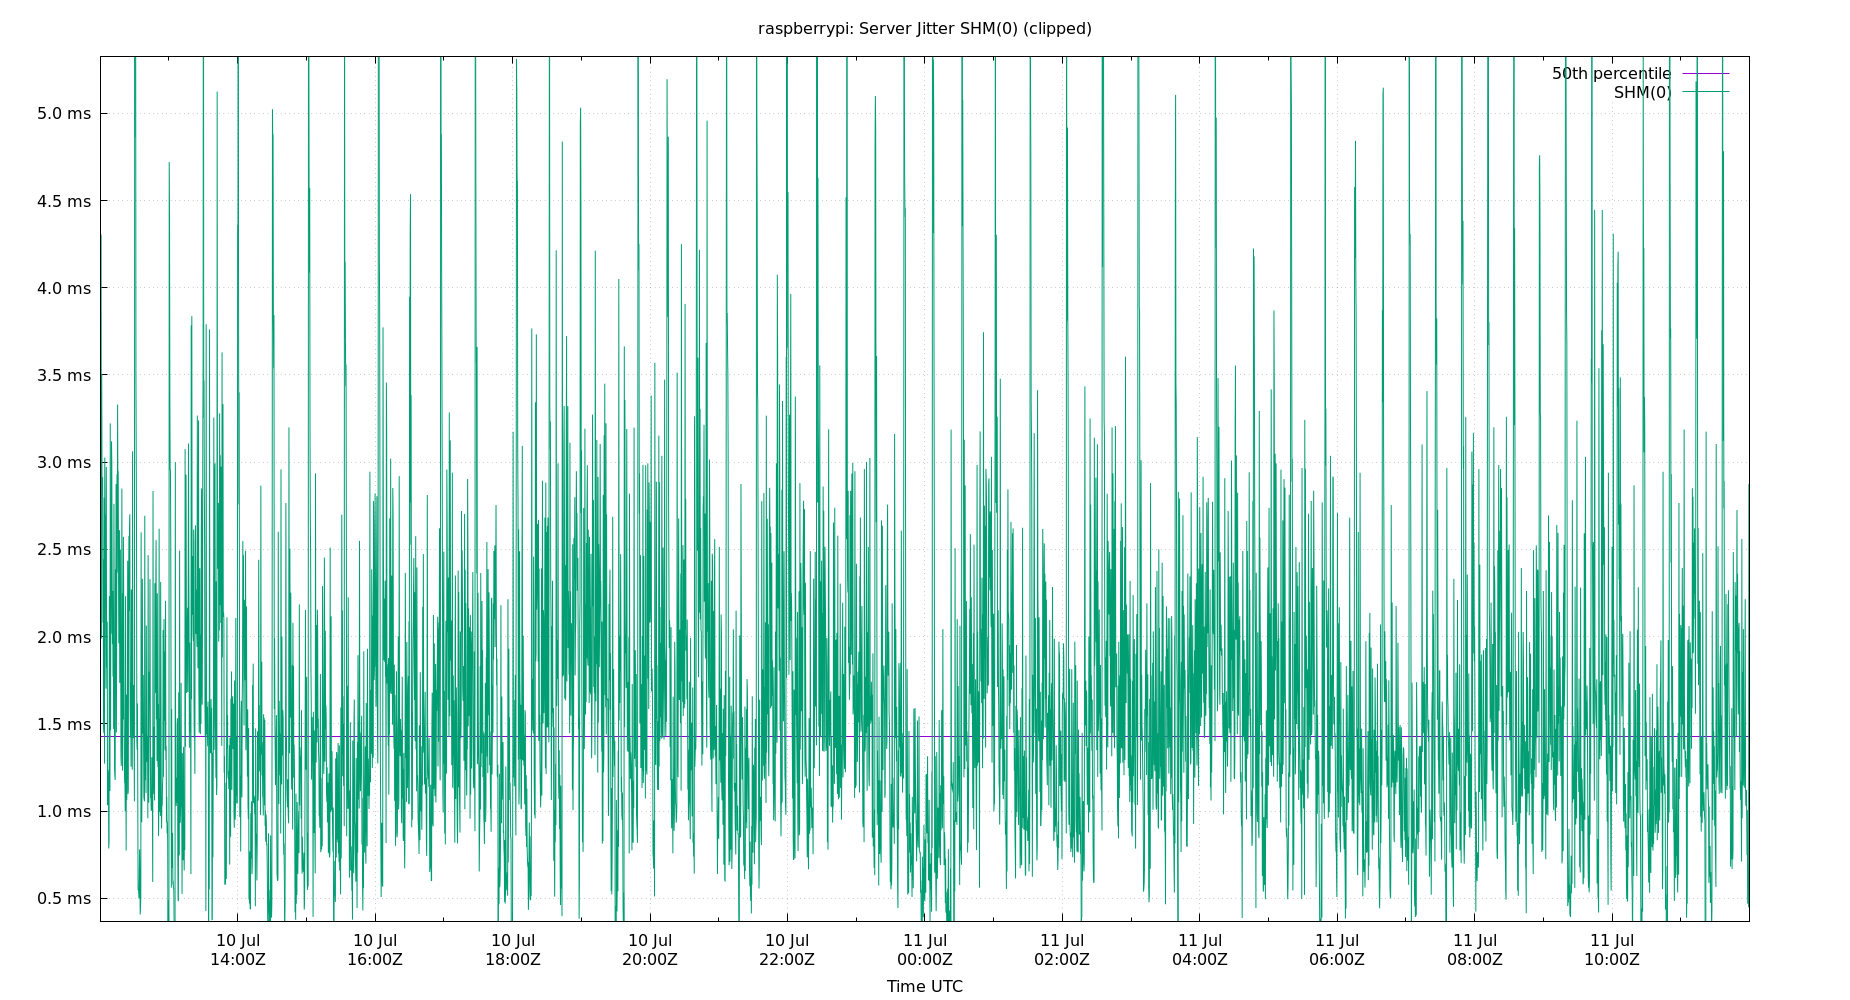 raspberrypi: Server Jitter SHM(0) (clipped)
50th percentile
SHM(0)
5.0 ms
4.5 ms
4.0 ms
3.5 ms
3.0 ms
2.5 ms
2.0 ms
1.5 ms
1.0 ms
0.5 ms
10 Jul 10 Jul 10 Jul 10 Jul 10 Jul 11 Jul 11 Jul 11 Jul 11 Jul 11 Jul 11 Jul
14:00Z 16:00Z 18:00Z 20:00Z 22:00Z 00:00Z 02:00Z 04:00Z 06:00Z 08:00Z 10:00Z
Time UTC